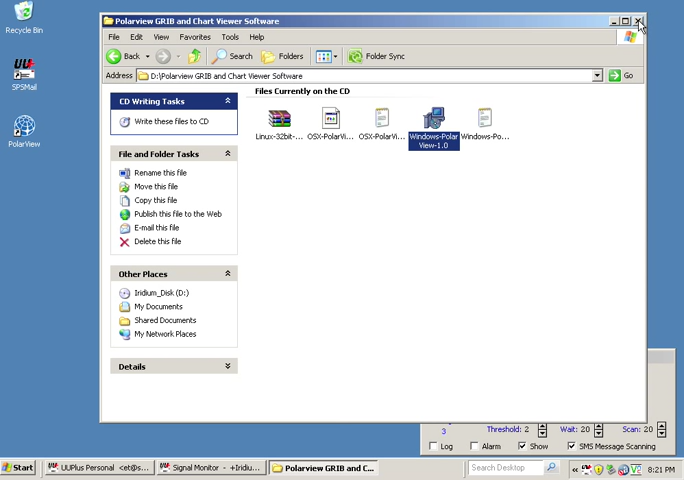 Recycle Bin
SPSMail
PolarView
Polarview GRIB and Chart Viewer Software
File Edit View Favorites Tools Help
Back Search Folders Folder Sync
Address D:\Polarview GRIB and Chart Viewer Software Go
CD Writing Tasks
Write these files to CD
File and Folder Tasks
Rename this file
Move this file
Copy this file
Publish this file to the Web
E-mail this file
Delete this file
Other Places
Iridium_Disk (D:)
My Documents
Shared Documents
My Network Places
Details
Files Currently on the CD
Linux-32bit-... OSX-PolarVi... OSX-PolarVi... Windows-Polar Windows-Po...
View-1.0
3 Threshold: 2 Wait: 20 Scan: 20
Log Alarm Show SMS Message Scanning
Start UUPlus Personal <et@s... Signal Monitor - +Iridiu... Polarview GRIB and C... Search Desktop 8:21 PM